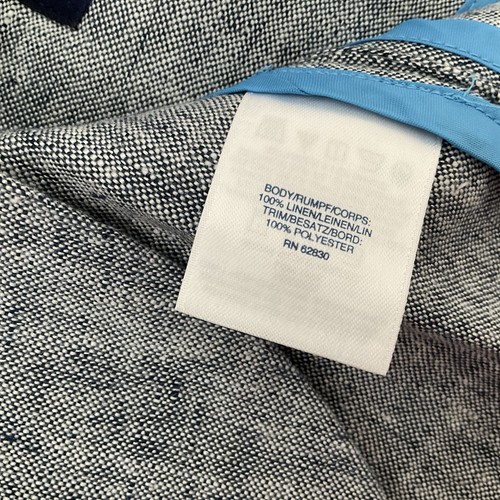 BODY/RUMPF/CORPS:
100% LINEN/LEINEN/LIN
TRIM/BESATZ/BORD:
100% POLYESTER
RN 62830